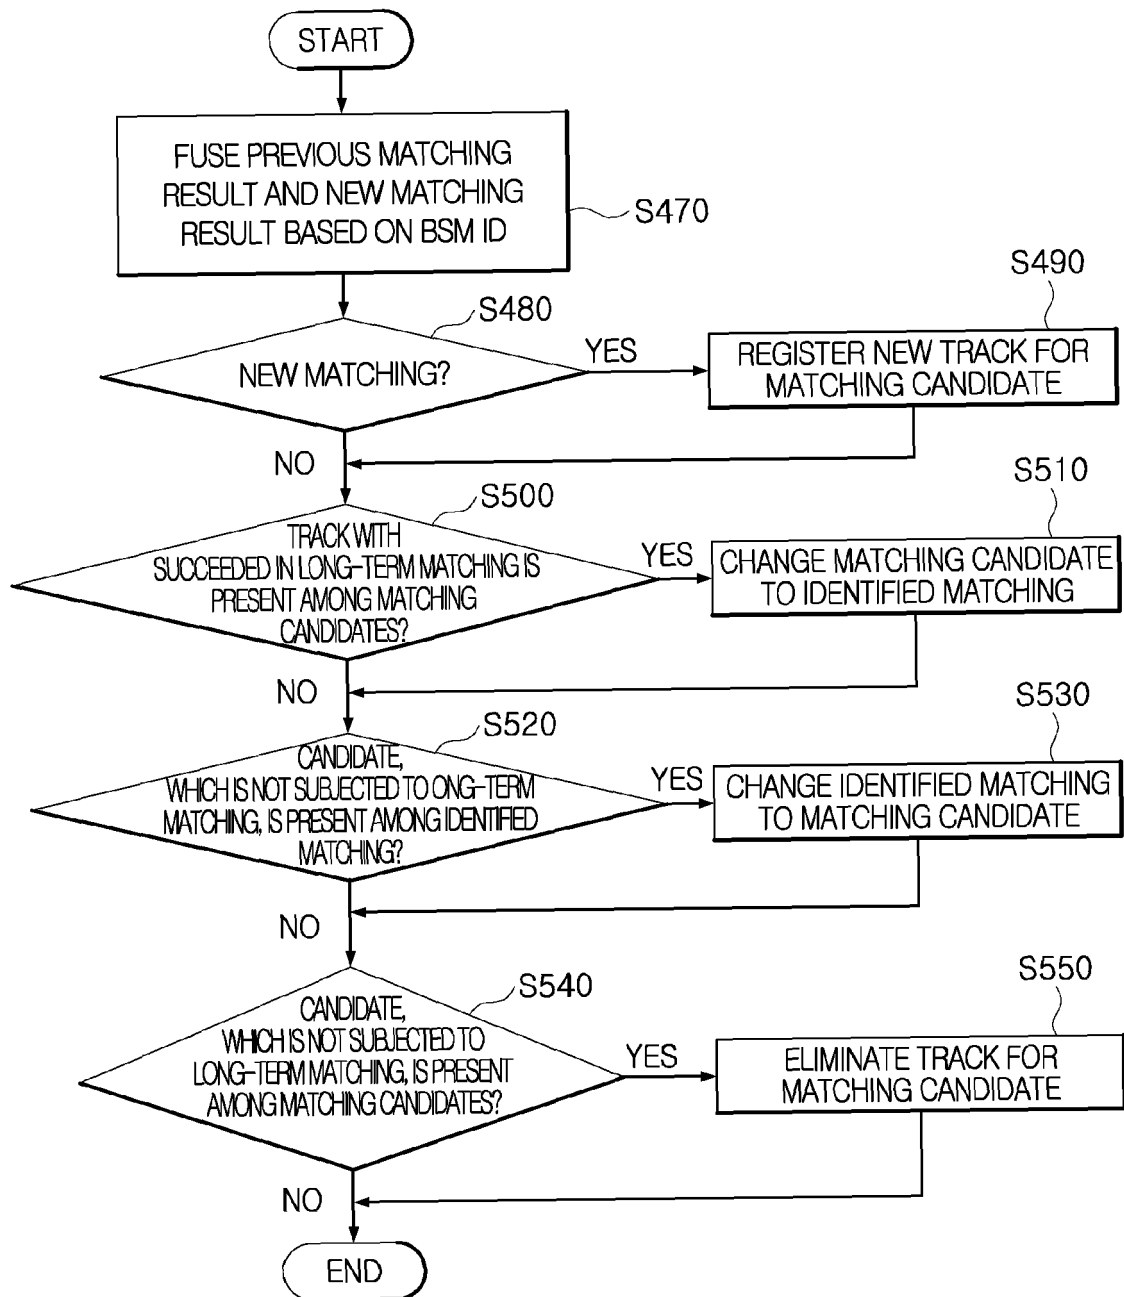 START
FUSE PREVIOUS MATCHING
RESULT AND NEW MATCHING
RESULT BASED ON BSM ID
S470
S480
NEW MATCHING?
YES
S490
REGISTER NEW TRACK FOR
MATCHING CANDIDATE
NO
S500
TRACK WITH
SUCCEEDED IN LONG-TERM MATCHING IS
PRESENT AMONG MATCHING
CANDIDATES?
YES
S510
CHANGE MATCHING CANDIDATE
TO IDENTIFIED MATCHING
NO
S520
CANDIDATE,
WHICH IS NOT SUBJECTED TO ONG-TERM
MATCHING, IS PRESENT AMONG IDENTIFIED
MATCHING?
YES
S530
CHANGE IDENTIFIED MATCHING
TO MATCHING CANDIDATE
NO
S540
CANDIDATE,
WHICH IS NOT SUBJECTED TO
LONG-TERM MATCHING, IS PRESENT
AMONG MATCHING CANDIDATES?
YES
S550
ELIMINATE TRACK FOR
MATCHING CANDIDATE
NO
END